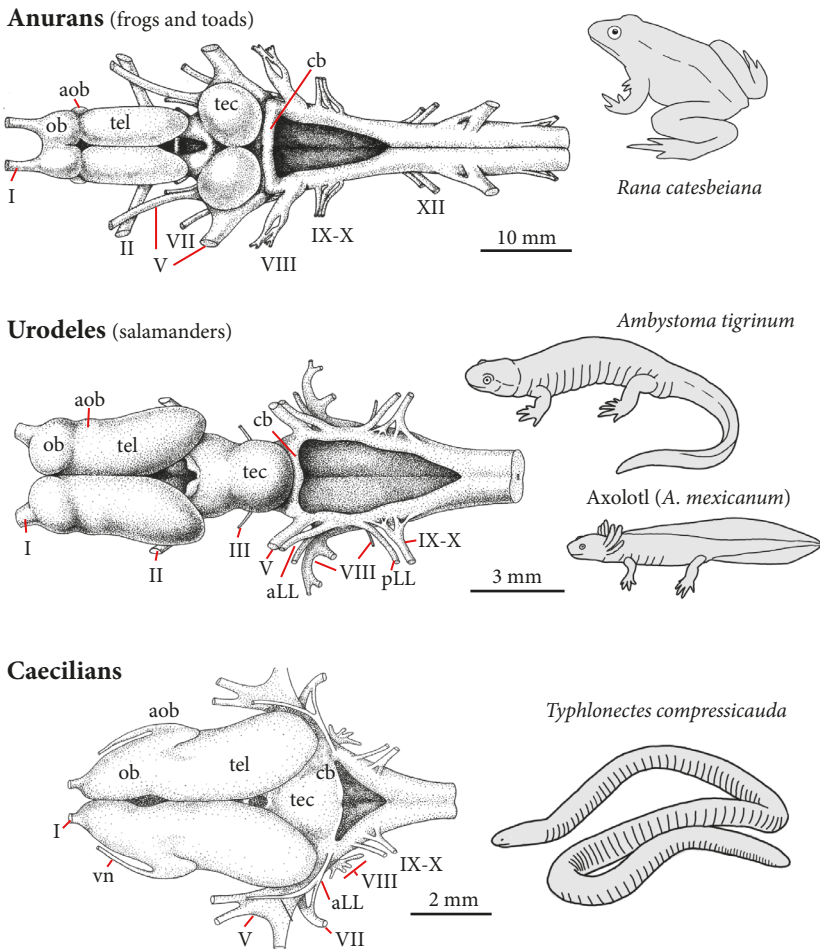 Anurans (frogs and toads)
cb
aob
tec
ob
tel
I
XII
Rana catesbeiana
IX-X
II
VII
V
VIII
10 mm
Urodeles (salamanders)
Ambystoma tigrinum
aob
cb
ob
tel
tec
Axolotl (A. mexicanum)
I
II
III
V
aLL
VIII
pLL
IX-X
3 mm
Caecilians
aob
Typhlonectes compressicauda
ob
tel
cb
tec
I
vn
IX-X
VIII
aLL
V
VII
2 mm